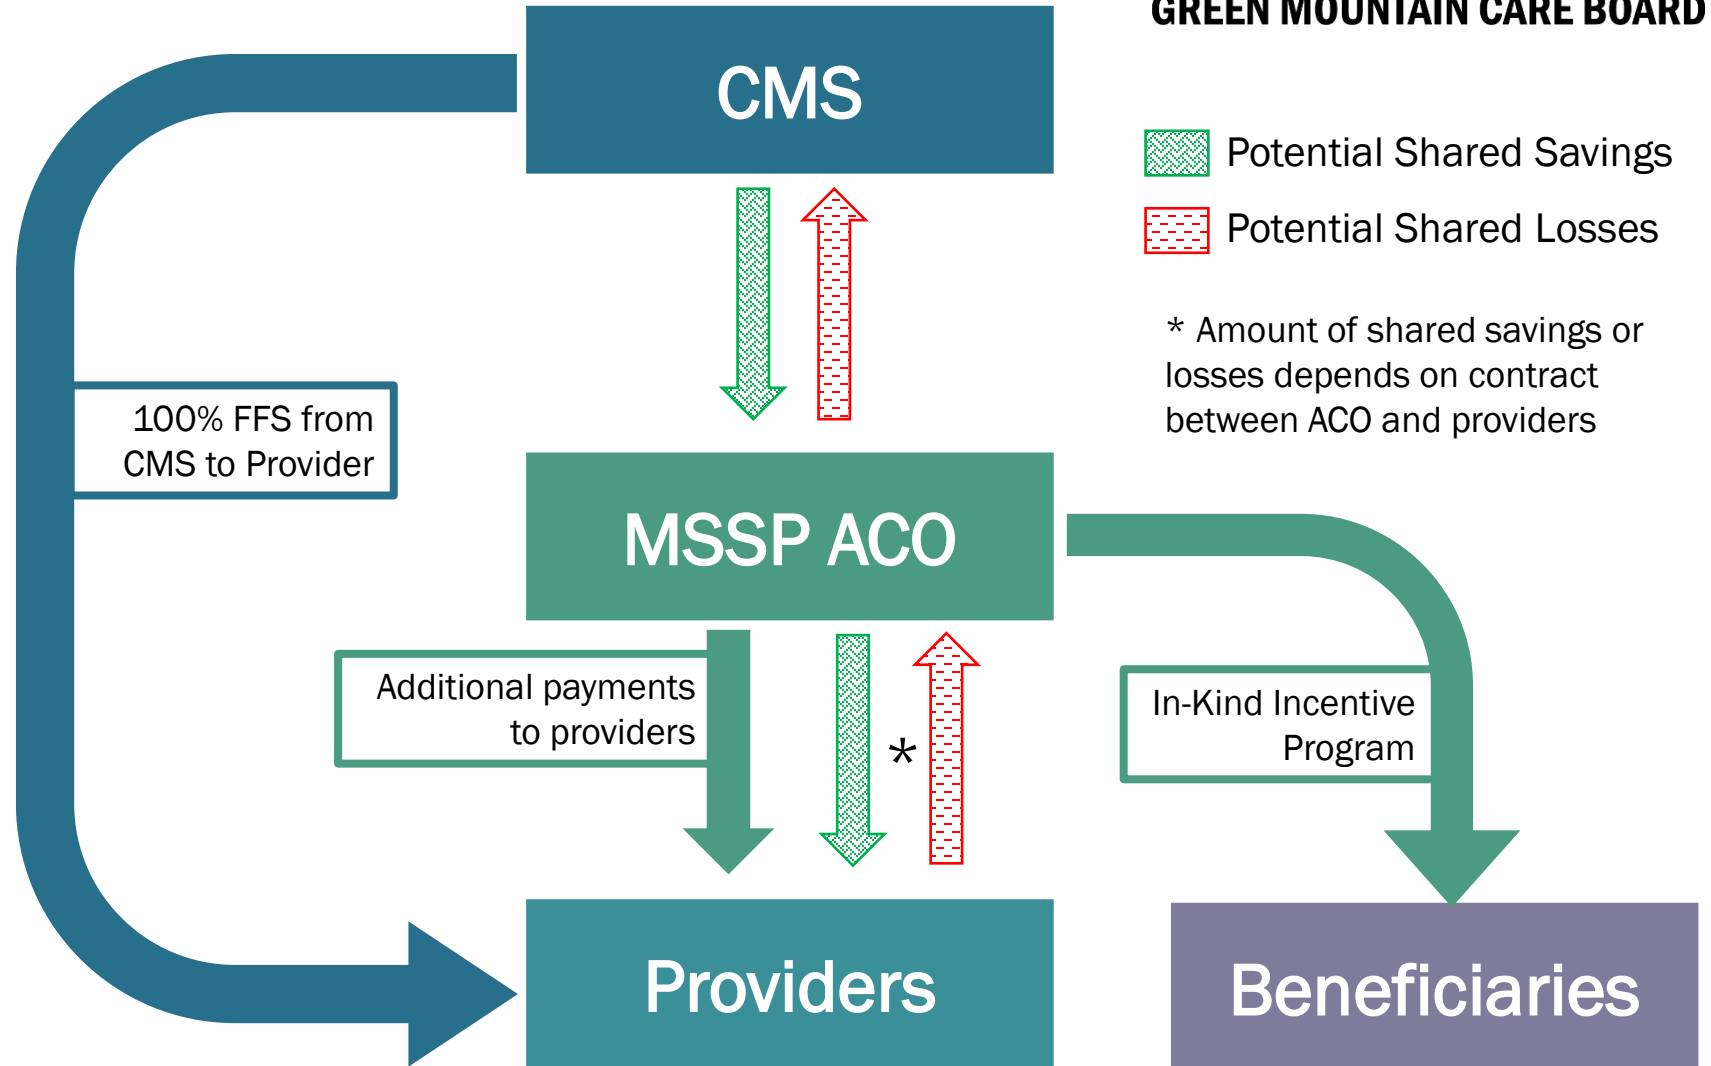 GREEN MOUNTAIN CARE BOARD
CMS
Potential Shared Savings
Potential Shared Losses
* Amount of shared savings or
losses depends on contract
between ACO and providers
100% FFS from
CMS to Provider
MSSP ACO
Additional payments
to providers
*
In-Kind Incentive
Program
Providers
Beneficiaries